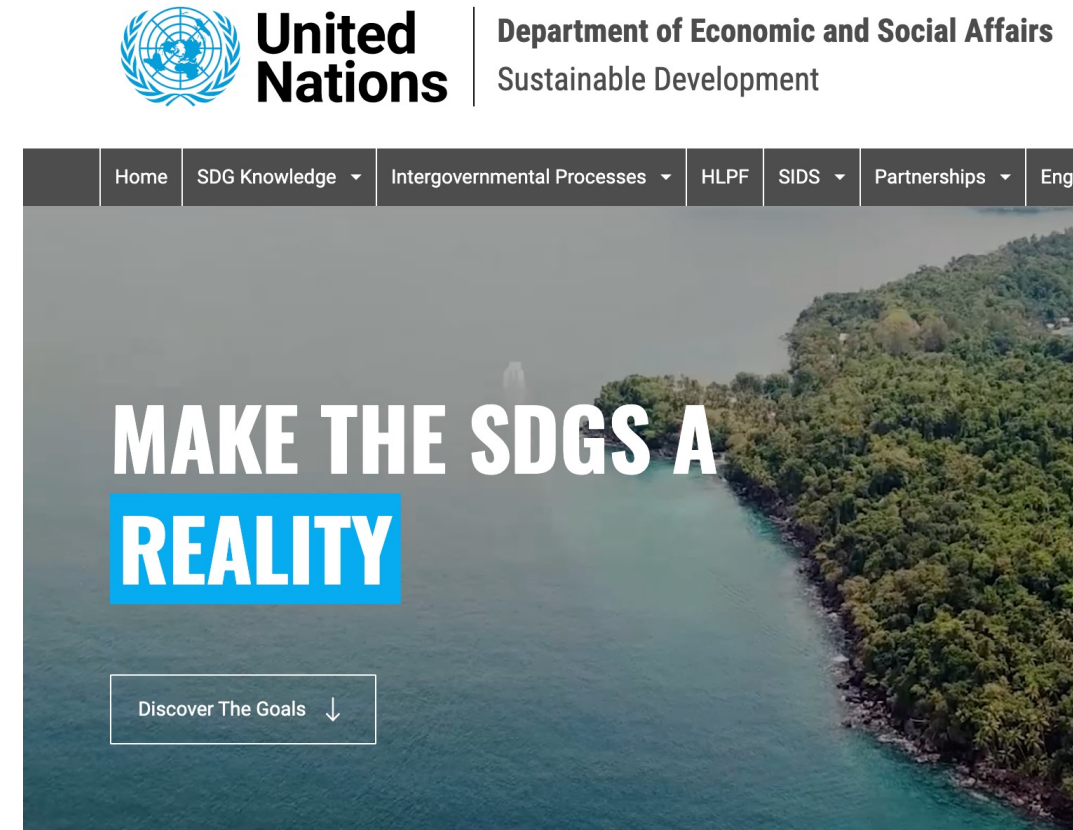 United
Nations
Department of Economic and Social Affairs
Sustainable Development
Home SDG Knowledge Intergovernmental Processes HLPF SIDS Partnerships Eng
MAKE THE SDGS A
REALITY
Discover The Goals ↓